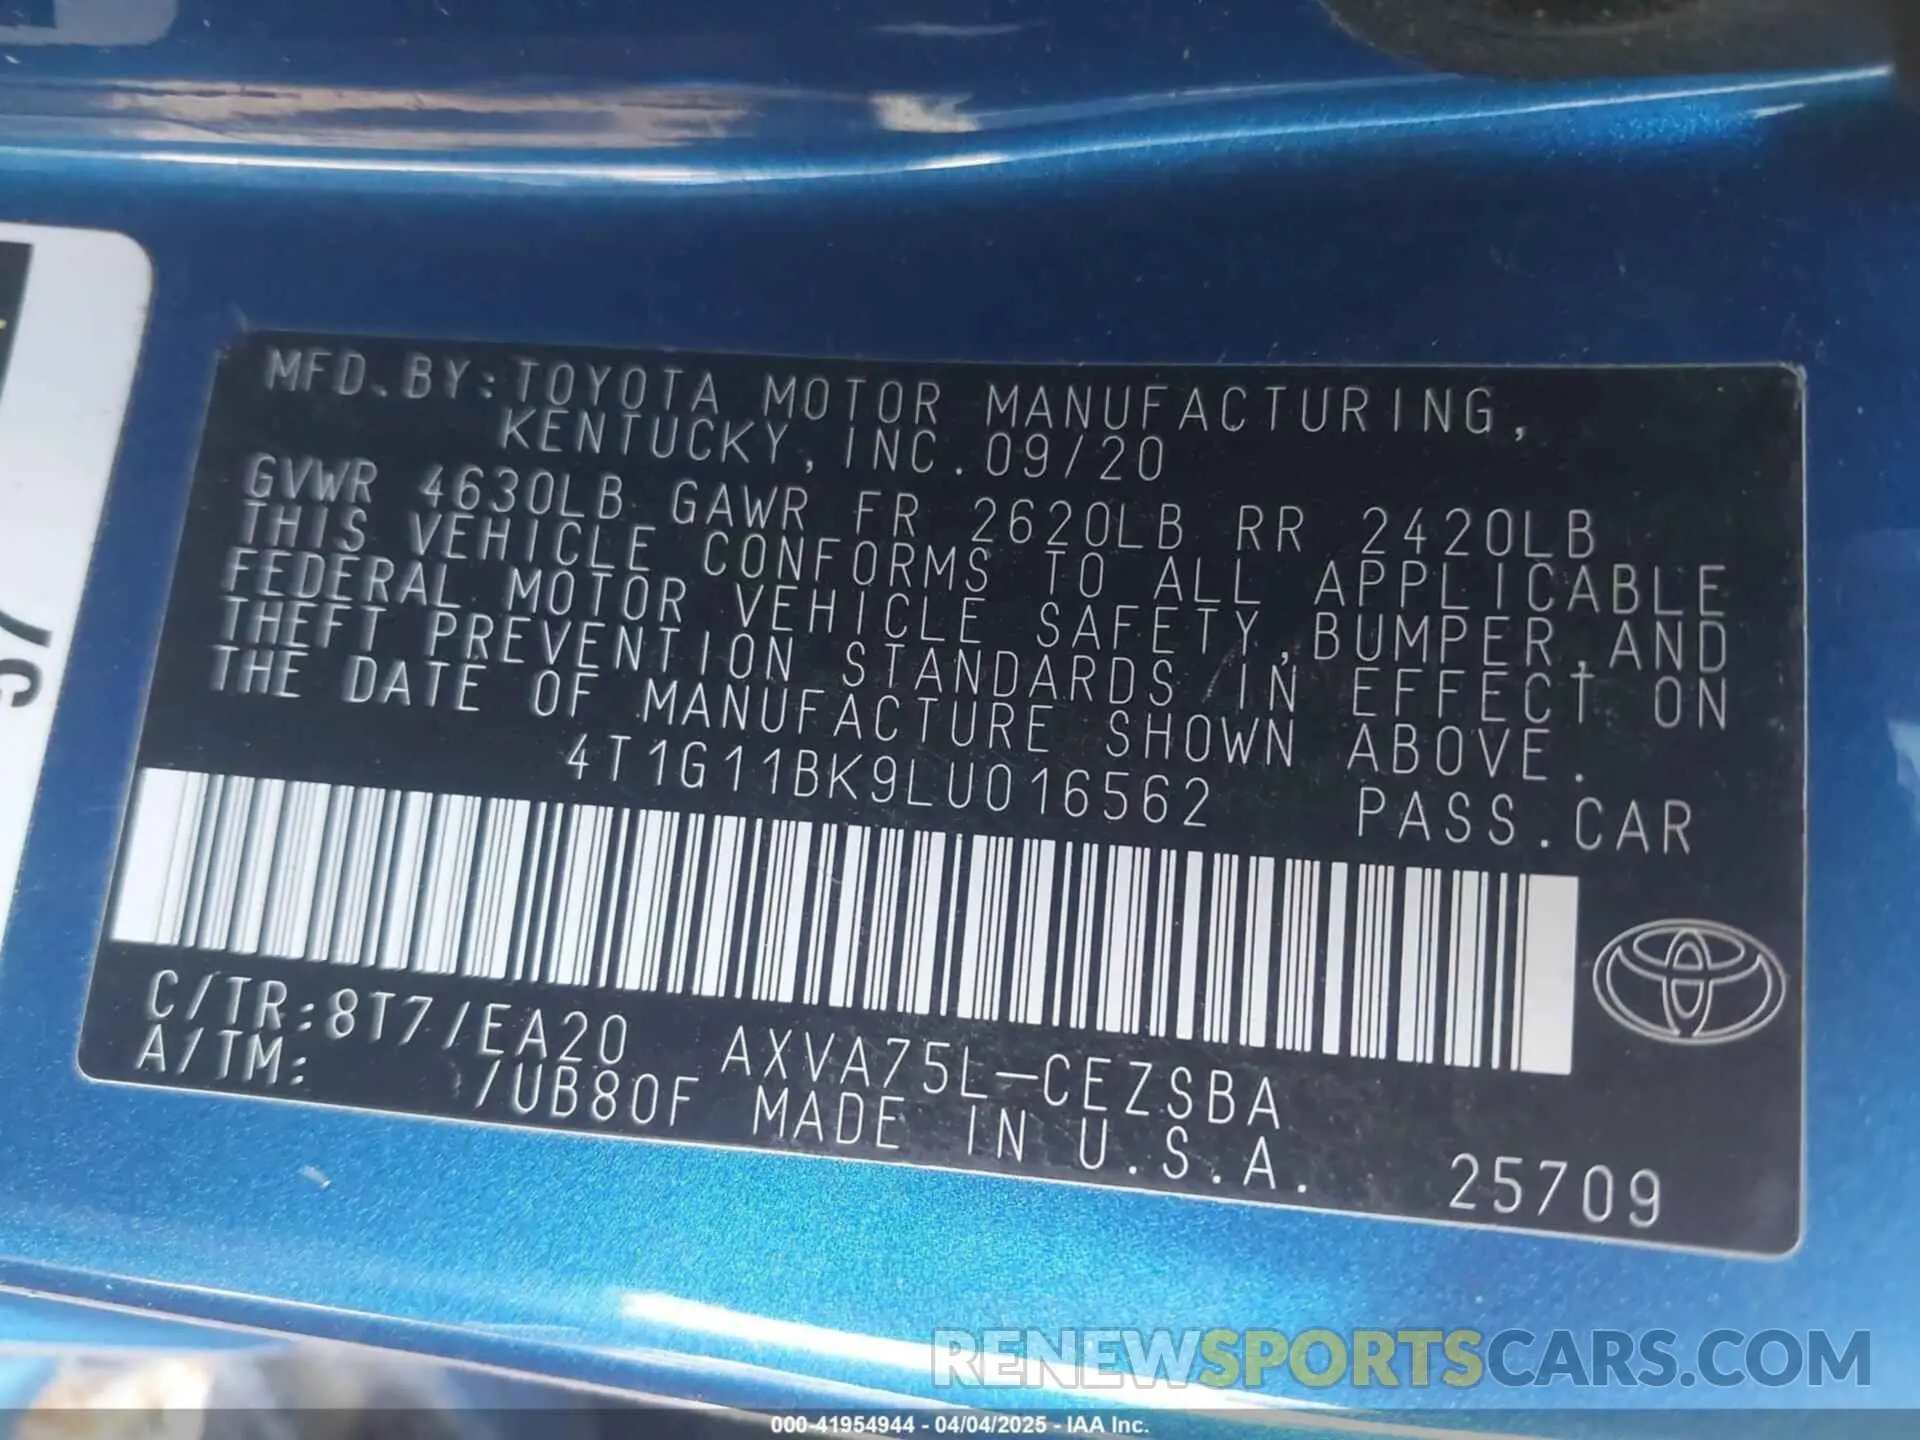 MFD.BY:TOYOTA MOTOR MANUFACTURING,
KENTUCKY, INC. 09/20
GVWR 4630LB GAWR FR 2620LB RR 2420LB
THIS VEHICLE CONFORMS TO ALL APPLICABLE
FEDERAL MOTOR VEHICLE SAFETY,BUMPER,AND
THEFT PREVENTION STANDARDS IN EFFECT ON
THE DATE OF MANUFACTURE SHOWN ABOVE.
4T1G11BK9LU016562 PASS.CAR
C/TR:8T7/EA20 AXVA75L-CEZSBA
A/TM: /UB80F MADE IN U.S.A. 25709
RENEWSPORTSCARS.COM
000-41954944 - 04/04/2025 - IAA Inc.